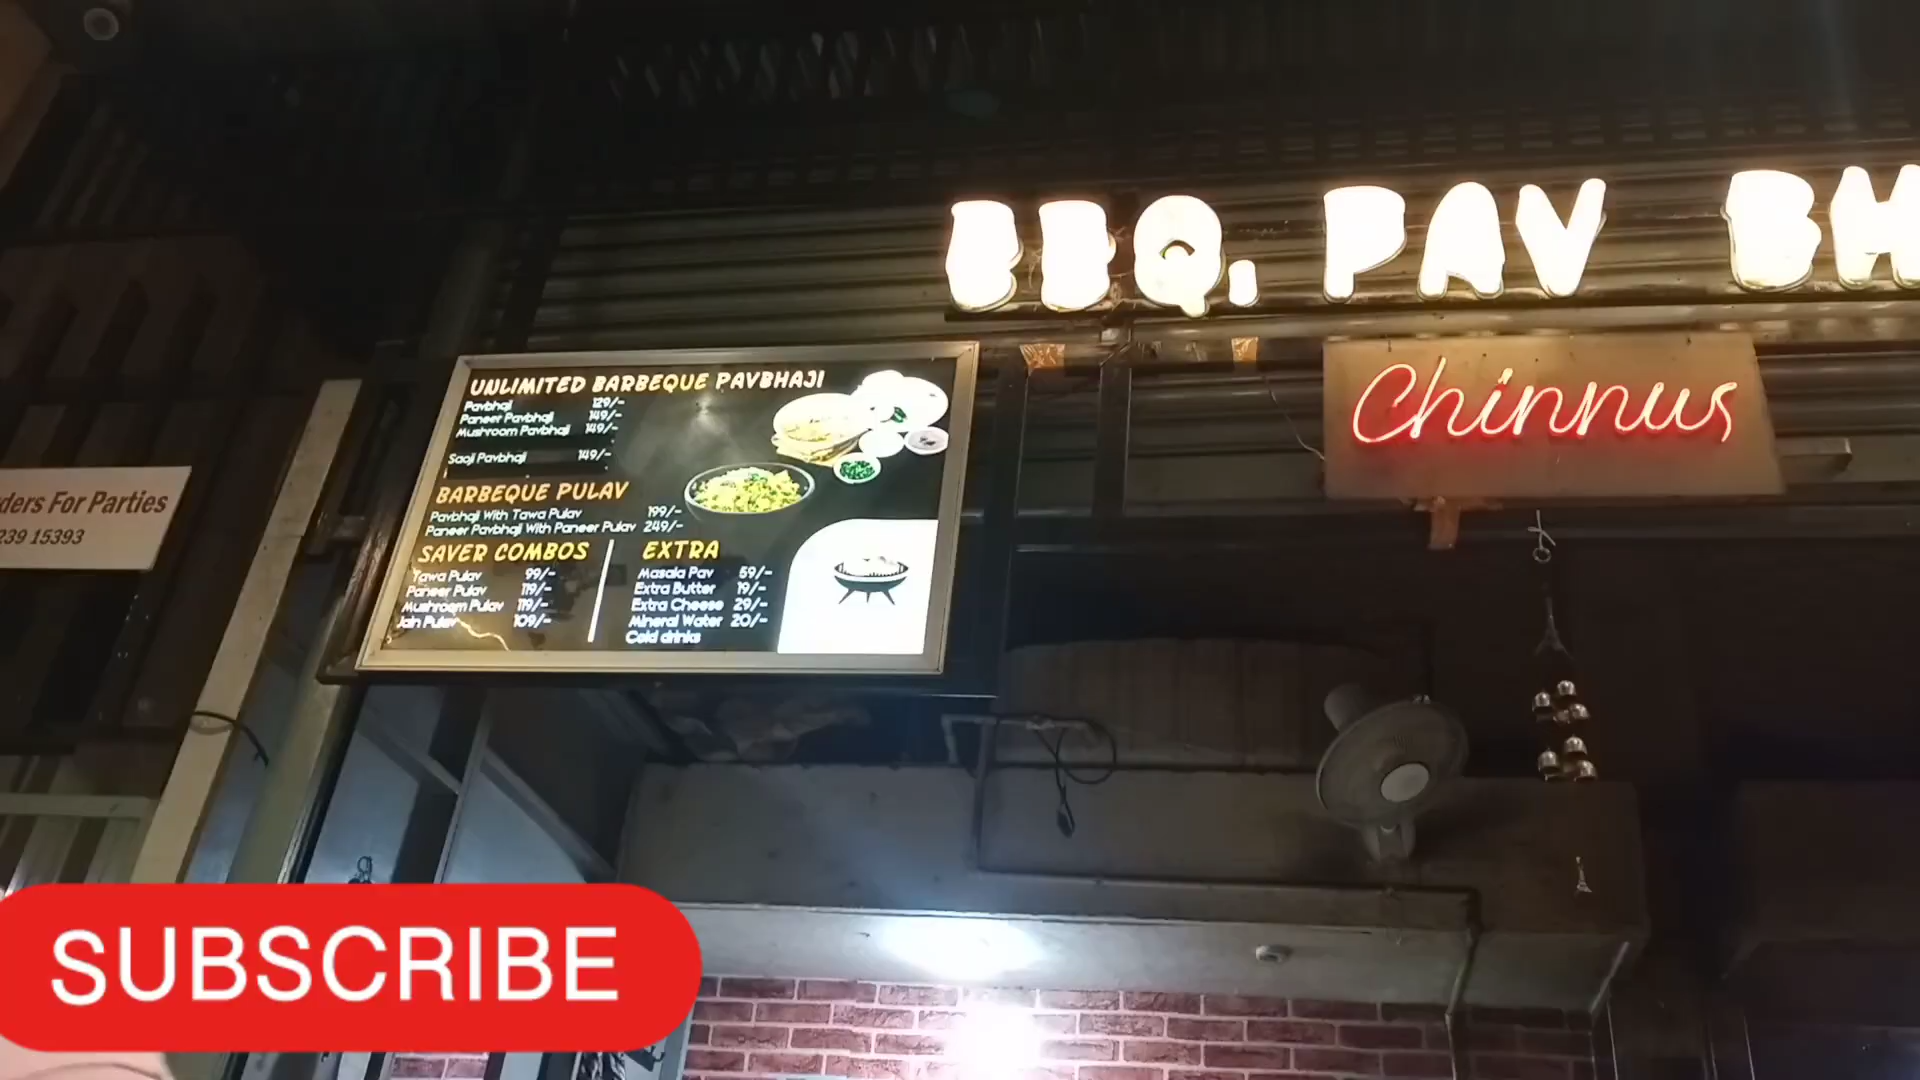 BBQ. PAV BH
Chinnus
UNLIMITED BARBEQUE PAVBHAJI
Pavbhaji 129/-
Paneer Pavbhaji 149/-
Mushroom Pavbhaji 149/-
Saoji Pavbhaji 149/-
BARBEQUE PULAV
Pavbhaji With Tawa Pulav 199/-
Paneer Pavbhaji With Paneer Pulav 249/-
SAVER COMBOS
Tawa Pulav 99/-
Paneer Pulav 119/-
Mushroom Pulav 119/-
Jain Pulav 109/-
EXTRA
Masala Pav 59/-
Extra Butter 19/-
Extra Cheese 29/-
Mineral Water 20/-
Cold drinks
ders For Parties
239 15393
SUBSCRIBE